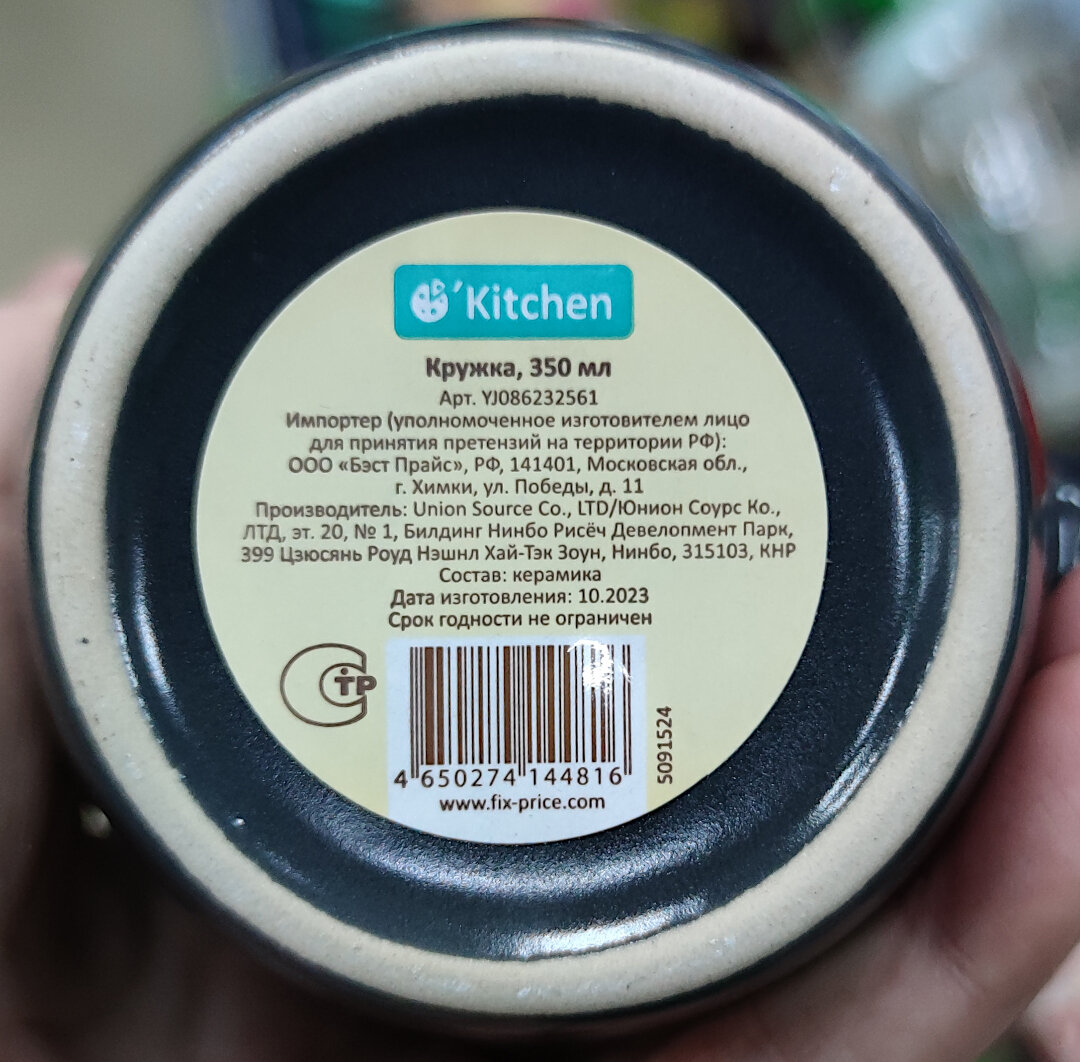 ´Kitchen
Кружка, 350 мл
Арт. YJ086232561
Импортер (уполномоченное изготовителем лицо
для принятия претензий на территории РФ):
ООО «Бэст Прайс», РФ, 141401, Московская обл.,
г. Химки, ул. Победы, д. 11
Производитель: Union Source Co., LTD/Юнион Соурс Ко.,
ЛТД, эт. 20, № 1, Билдинг Нинбо Рисёч Девелопмент Парк,
399 Цзюсянь Роуд Нэшнл Хай-Тэк Зоун, Нинбо, 315103, КНР
Состав: керамика
Дата изготовления: 10.2023
Срок годности не ограничен
СТР
4 650274 144816
www.fix-price.com
5091524